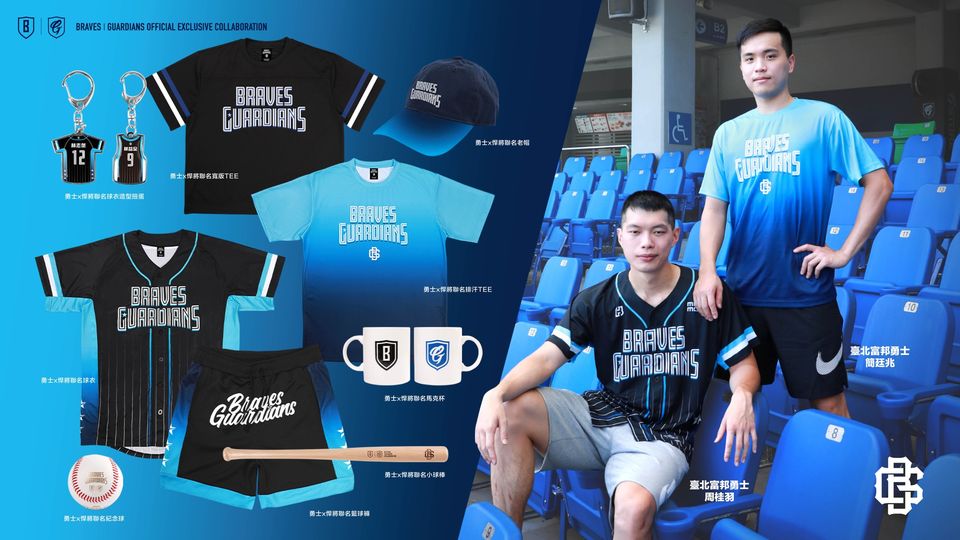 BRAVES | GUARDIANS OFFICIAL EXCLUSIVE COLLABORATION
BRAVES
GUARDIANS
勇士x悍將聯名寬版TEE
BRAVES
GUARDIANS
勇士x悍將聯名老帽
12
9
勇士x悍將聯名球衣造型扭蛋
BRAVES
GUARDIANS
勇士x悍將聯名排汗TEE
BRAVES
GUARDIANS
勇士x悍將聯名球衣
B
勇士x悍將聯名馬克杯
Braves
Guardians
勇士x悍將聯名小球棒
BRAVES
GUARDIANS
勇士x悍將聯名紀念球
勇士x悍將聯名籃球褲
B2
BRAVES
GUARDIANS
BRAVES
GUARDIANS
臺北富邦勇士
簡廷兆
臺北富邦勇士
周桂羽
8